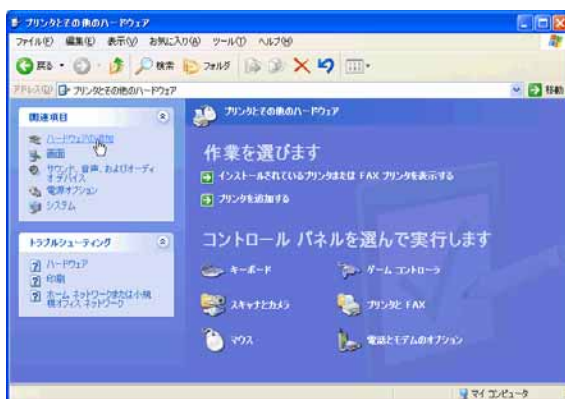 プリンタとその他のハードウェア
ファイル(F) 編集(E) 表示(V) お気に入り(A) ツール(T) ヘルプ(H)
戻る 検索 フォルダ
アドレス(D) プリンタとその他のハードウェア 移動
関連項目
ハードウェアの追加
画面
サウンド、音声、およびオーディ
オ デバイス
電源オプション
システム
トラブルシューティング
ハードウェア
印刷
ホーム ネットワークまたは小規
模オフィス ネットワーク
プリンタとその他のハードウェア
作業を選びます
インストールされているプリンタまたは FAX プリンタを表示する
プリンタを追加する
コントロール パネルを選んで実行します
キーボード
ゲーム コントローラ
スキャナとカメラ
プリンタと FAX
マウス
電話とモデムのオプション
マイ コンピュータ